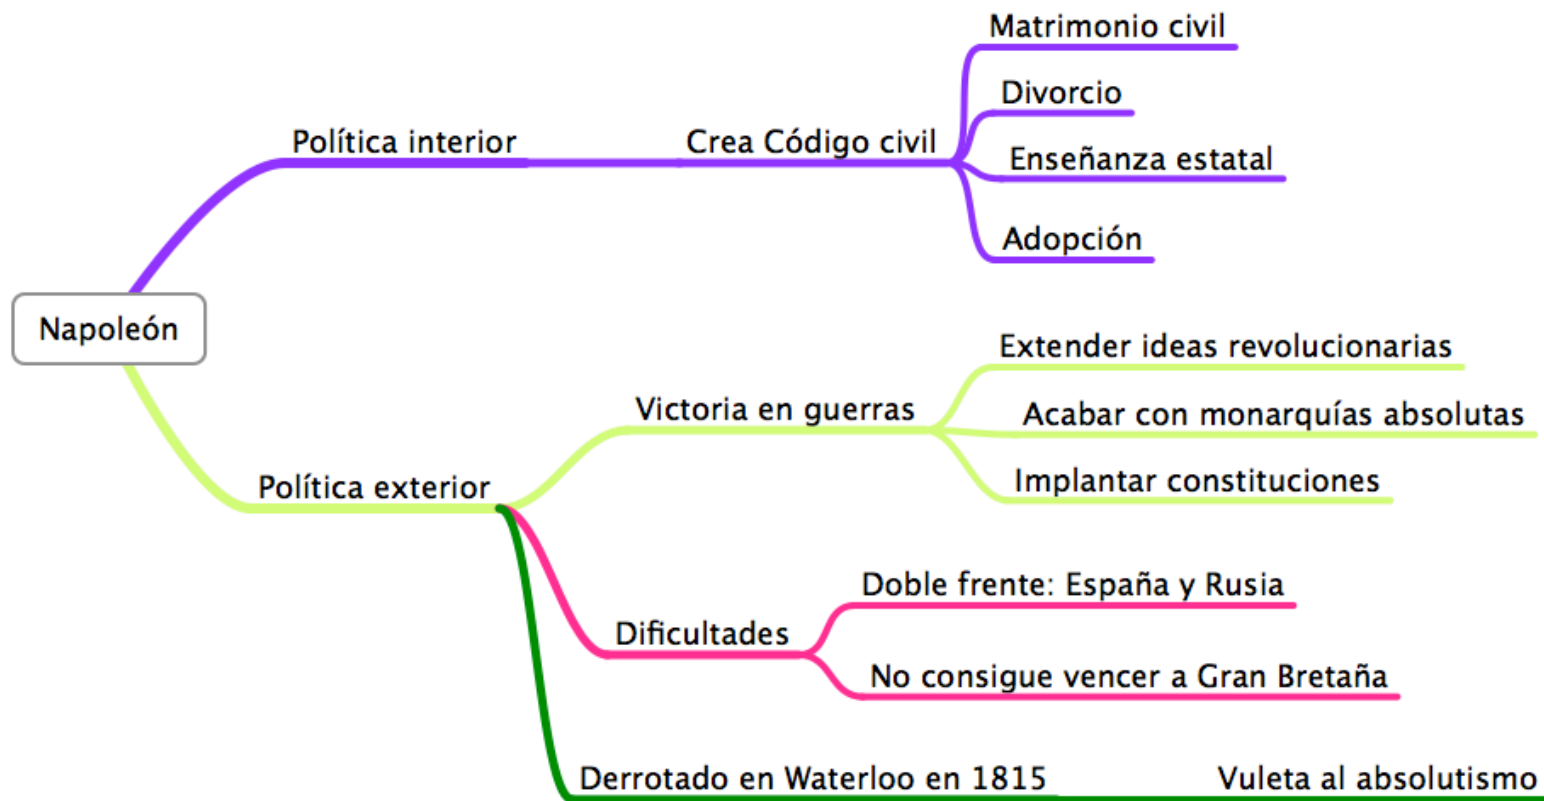 Napoleón
Política interior
Crea Código civil
Matrimonio civil
Divorcio
Enseñanza estatal
Adopción
Política exterior
Victoria en guerras
Extender ideas revolucionarias
Acabar con monarquías absolutas
Implantar constituciones
Dificultades
Doble frente: España y Rusia
No consigue vencer a Gran Bretaña
Derrotado en Waterloo en 1815
Vuleta al absolutismo